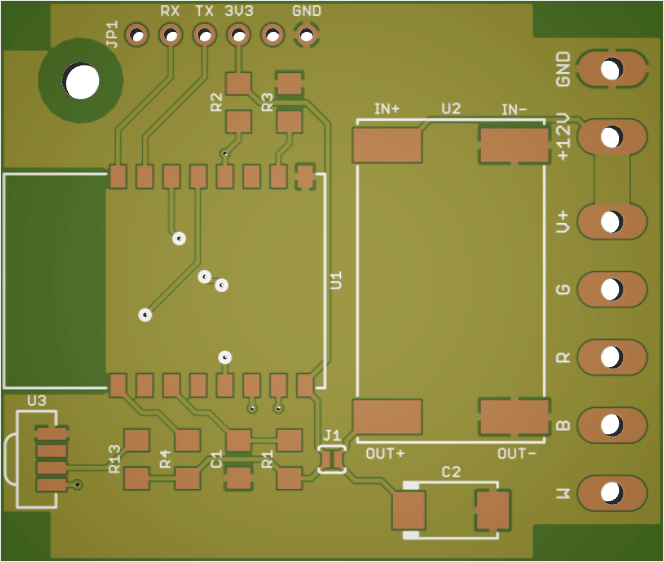 RX TX 3V3 GND
JP1
GND
R2
R3
IN+ U2 IN-
+12V
V+
U1
G
R
U3
J1
B
R13
R4
C1
R1
OUT+ OUT-
C2
W